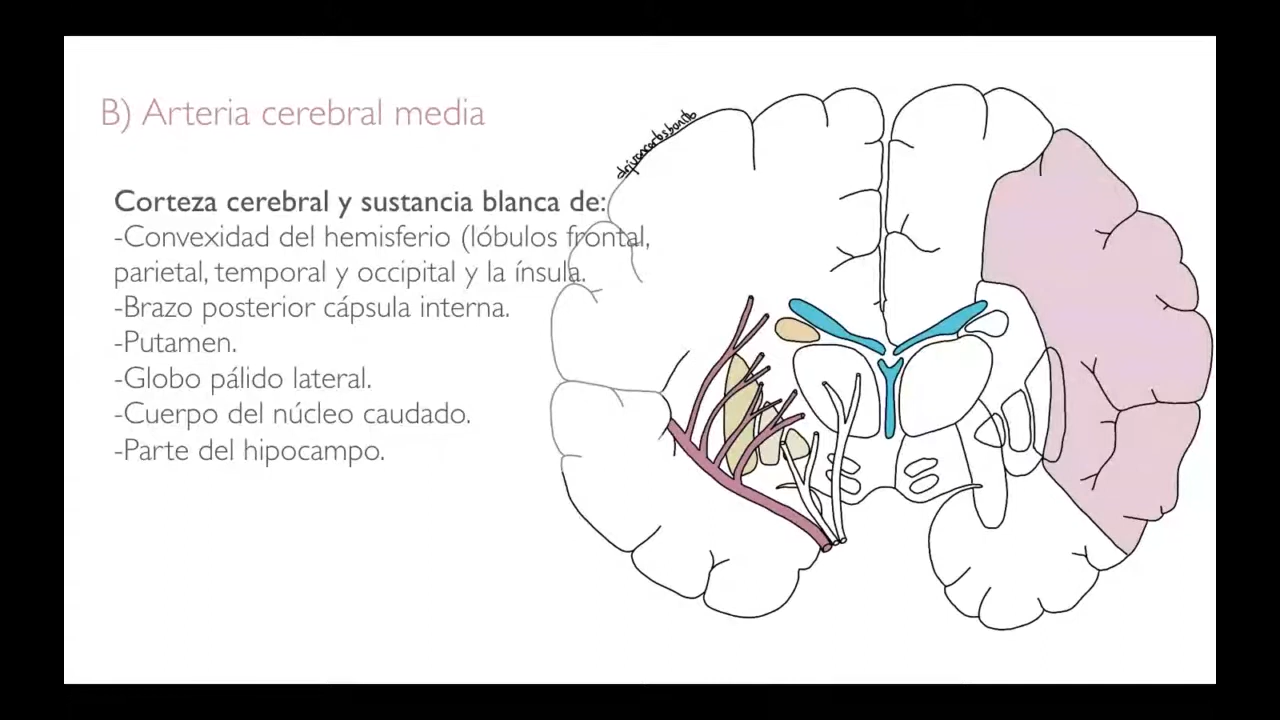 B) Arteria cerebral media
Corteza cerebral y sustancia blanca de:
-Convexidad del hemisferio (lóbulos frontal,
parietal, temporal y occipital y la ínsula.
-Brazo posterior cápsula interna.
-Putamen.
-Globo pálido lateral.
-Cuerpo del núcleo caudado.
-Parte del hipocampo.